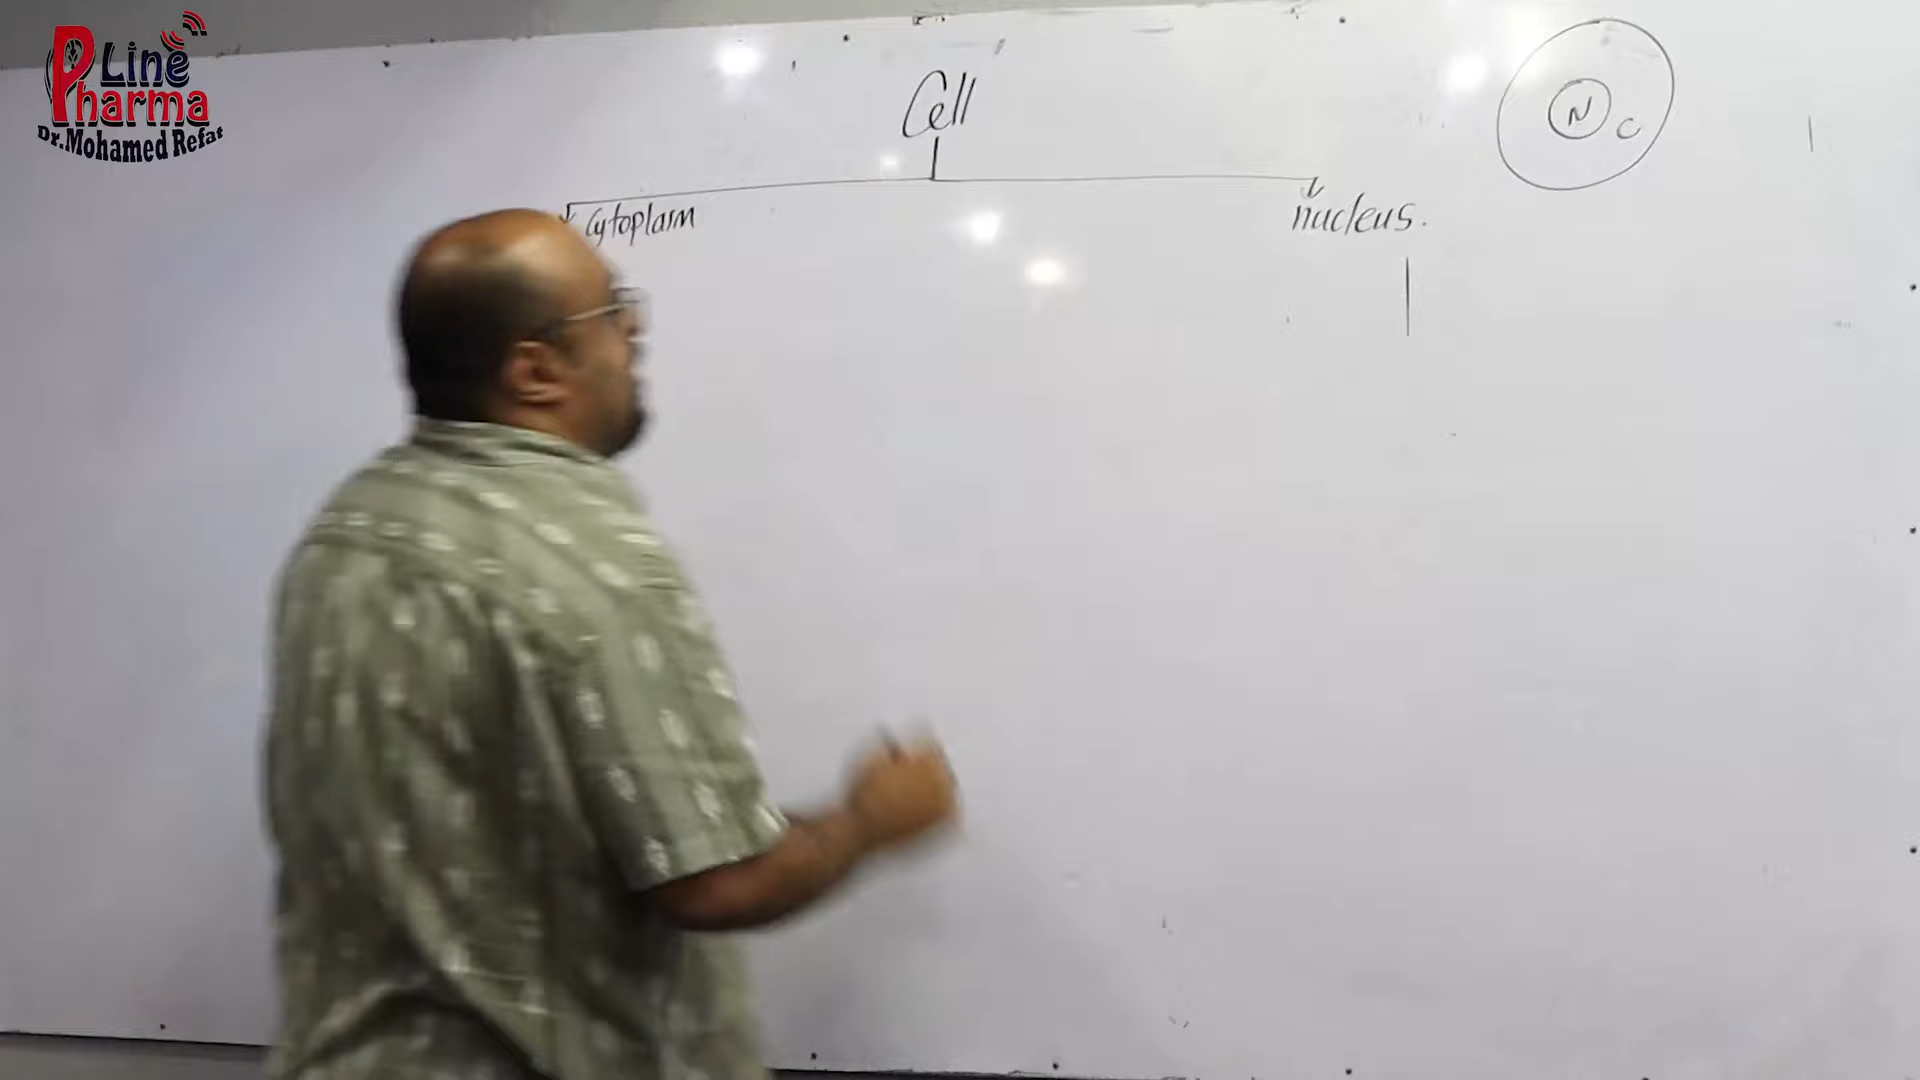 Line
Pharma
Dr.Mohamed Refat
Cell
Cytoplasm
nucleus.
N
C